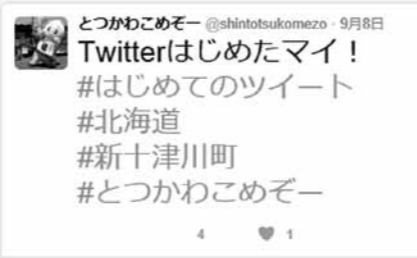 とつかわこめぞー @shintotsukomezo · 9月8日
Twitterはじめたマイ！
#はじめてのツイート
#北海道
#新十津川町
#とつかわこめぞー
4 1